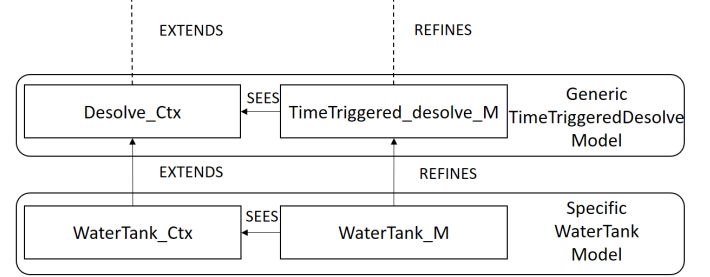 EXTENDS
REFINES
Desolve_Ctx
SEES
TimeTriggered_desolve_M
Generic
TimeTriggeredDesolve
Model
EXTENDS
REFINES
WaterTank_Ctx
SEES
WaterTank_M
Specific
WaterTank
Model